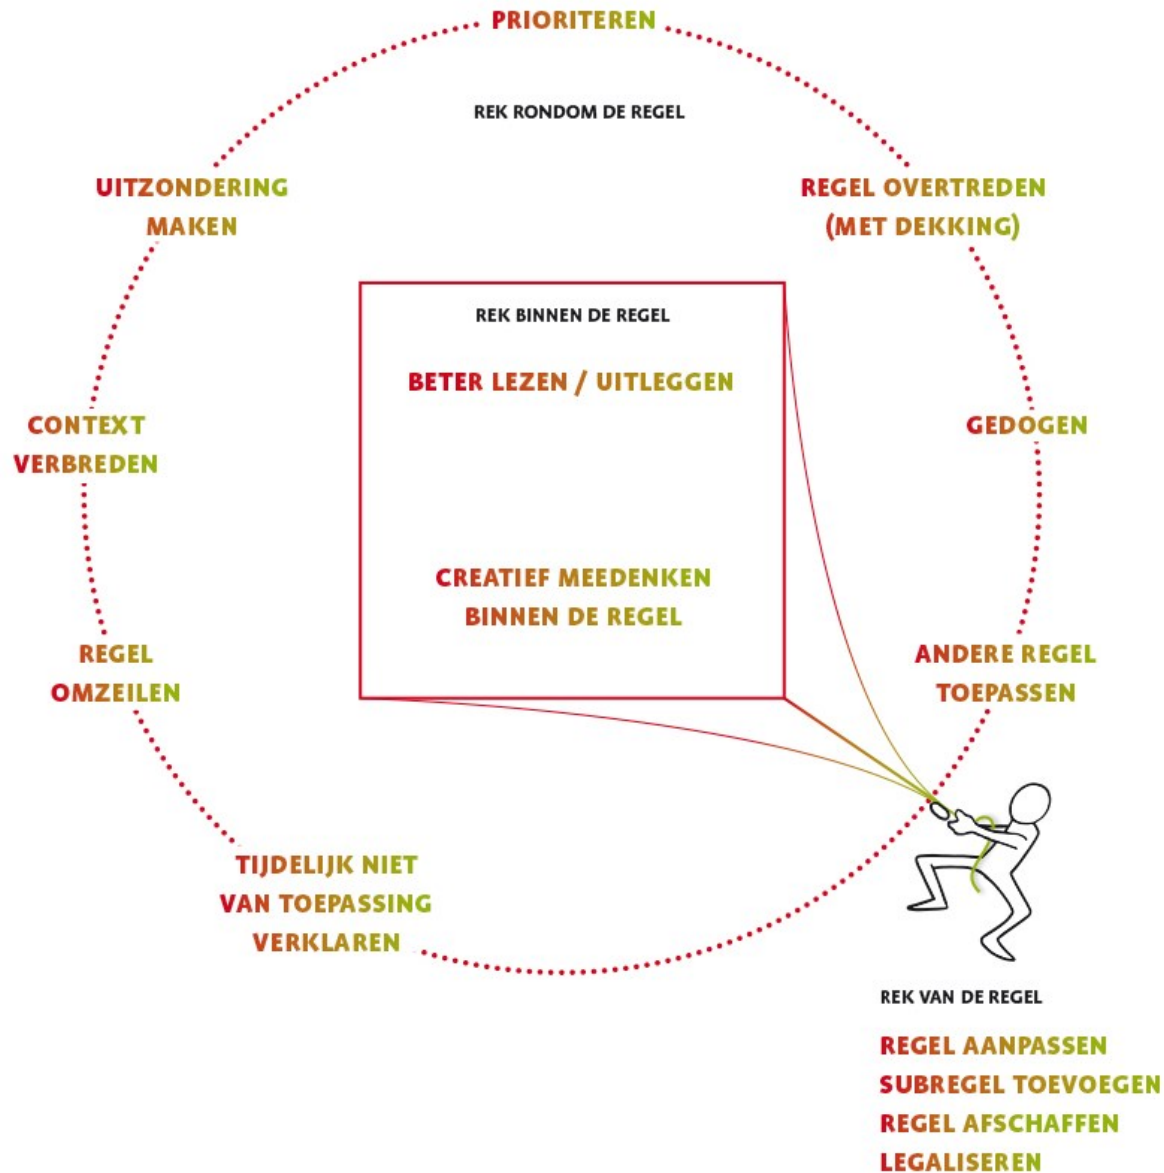 PRIORITEREN
REK RONDOM DE REGEL
UITZONDERING
MAKEN
REGEL OVERTREDEN
(MET DEKKING)
REK BINNEN DE REGEL
BETER LEZEN / UITLEGGEN
CONTEXT
VERBREDEN
GEDOGEN
CREATIEF MEEDENKEN
BINNEN DE REGEL
REGEL
OMZEILEN
ANDERE REGEL
TOEPASSEN
TIJDELIJK NIET
VAN TOEPASSING
VERKLAREN
REK VAN DE REGEL
REGEL AANPASSEN
SUBREGEL TOEVOEGEN
REGEL AFSCHAFFEN
LEGALISEREN